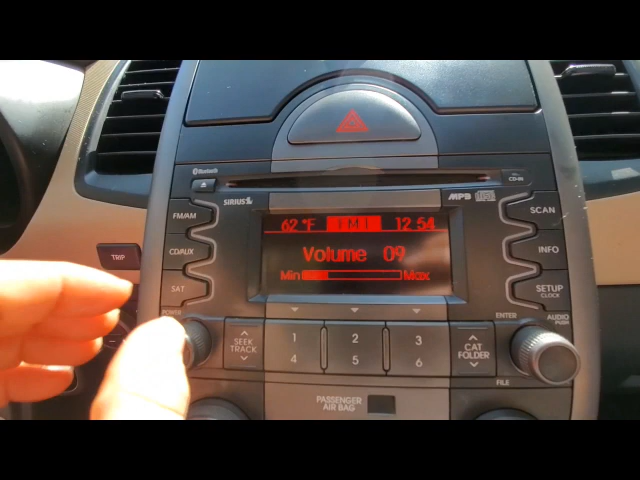 Bluetooth
CD-IN
SIRIUS
MP3
FM/AM
62 °F FM1 12:54
SCAN
CD/AUX
Volume 09
INFO
TRIP
Min Max
SAT
SETUP
CLOCK
POWER
ENTER
AUDIO
PUSH
SEEK
TRACK
1 2 3
4 5 6
CAT
FOLDER
FILE
PASSENGER
AIR BAG